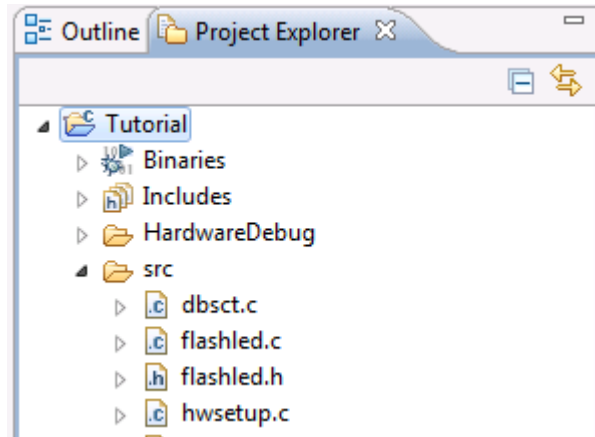 Outline Project Explorer
Tutorial
Binaries
Includes
HardwareDebug
src
dbsct.c
flashled.c
flashled.h
hwsetup.c